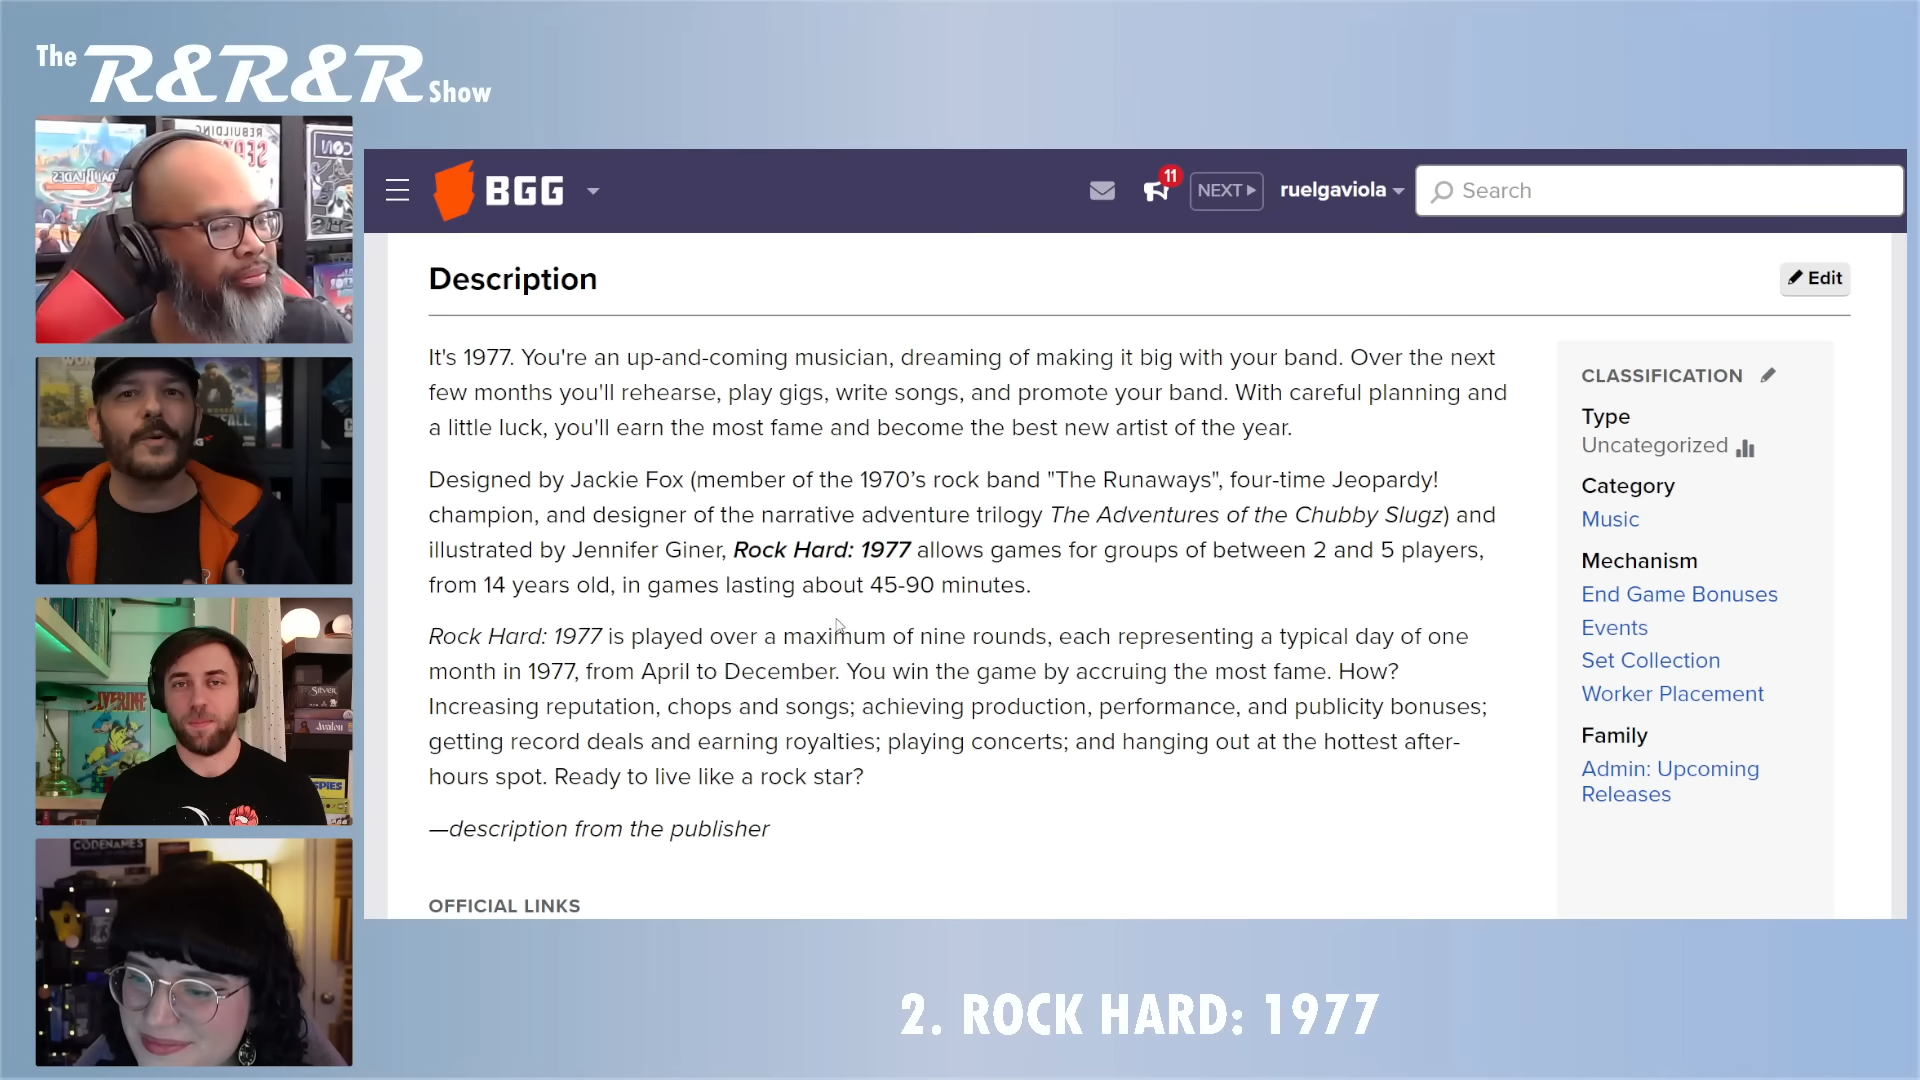 The R&R&R Show
REBUILDING
BGG
11
NEXT
ruelgaviola
Search
Description
Edit
It's 1977. You're an up-and-coming musician, dreaming of making it big with your band. Over the next
few months you'll rehearse, play gigs, write songs, and promote your band. With careful planning and
a little luck, you'll earn the most fame and become the best new artist of the year.
Designed by Jackie Fox (member of the 1970’s rock band "The Runaways", four-time Jeopardy!
champion, and designer of the narrative adventure trilogy The Adventures of the Chubby Slugz) and
illustrated by Jennifer Giner, Rock Hard: 1977 allows games for groups of between 2 and 5 players,
from 14 years old, in games lasting about 45-90 minutes.
Rock Hard: 1977 is played over a maximum of nine rounds, each representing a typical day of one
month in 1977, from April to December. You win the game by accruing the most fame. How?
Increasing reputation, chops and songs; achieving production, performance, and publicity bonuses;
getting record deals and earning royalties; playing concerts; and hanging out at the hottest after-
hours spot. Ready to live like a rock star?
—description from the publisher
OFFICIAL LINKS
CLASSIFICATION
Type
Uncategorized
Category
Music
Mechanism
End Game Bonuses
Events
Set Collection
Worker Placement
Family
Admin: Upcoming
Releases
SILVER
Avalon
CODENAMES
2. ROCK HARD: 1977